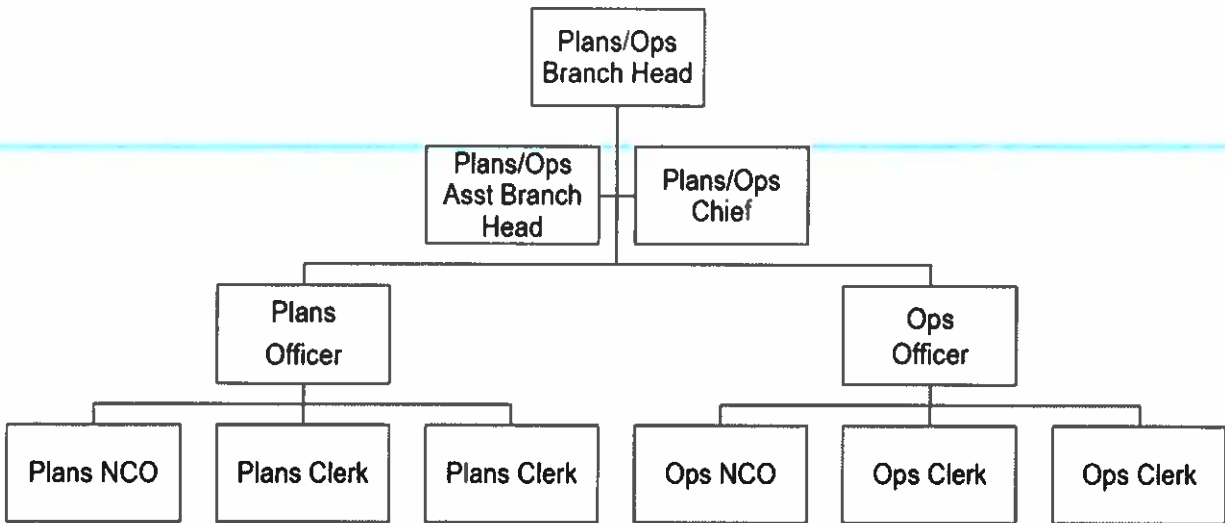 Plans/Ops
Branch Head
Plans/Ops
Asst Branch
Head
Plans/Ops
Chief
Plans
Officer
Ops
Officer
Plans NCO
Plans Clerk
Plans Clerk
Ops NCO
Ops Clerk
Ops Clerk